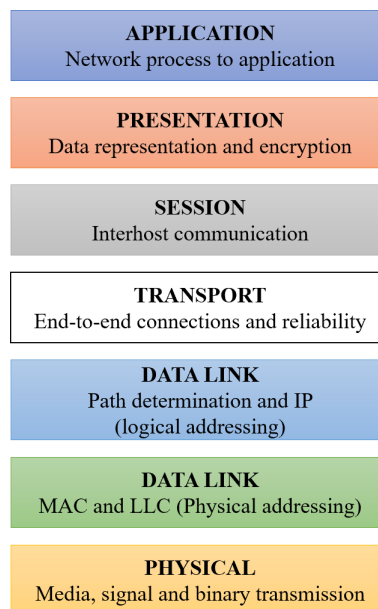 APPLICATION
Network process to application
PRESENTATION
Data representation and encryption
SESSION
Interhost communication
TRANSPORT
End-to-end connections and reliability
DATA LINK
Path determination and IP
(logical addressing)
DATA LINK
MAC and LLC (Physical addressing)
PHYSICAL
Media, signal and binary transmission